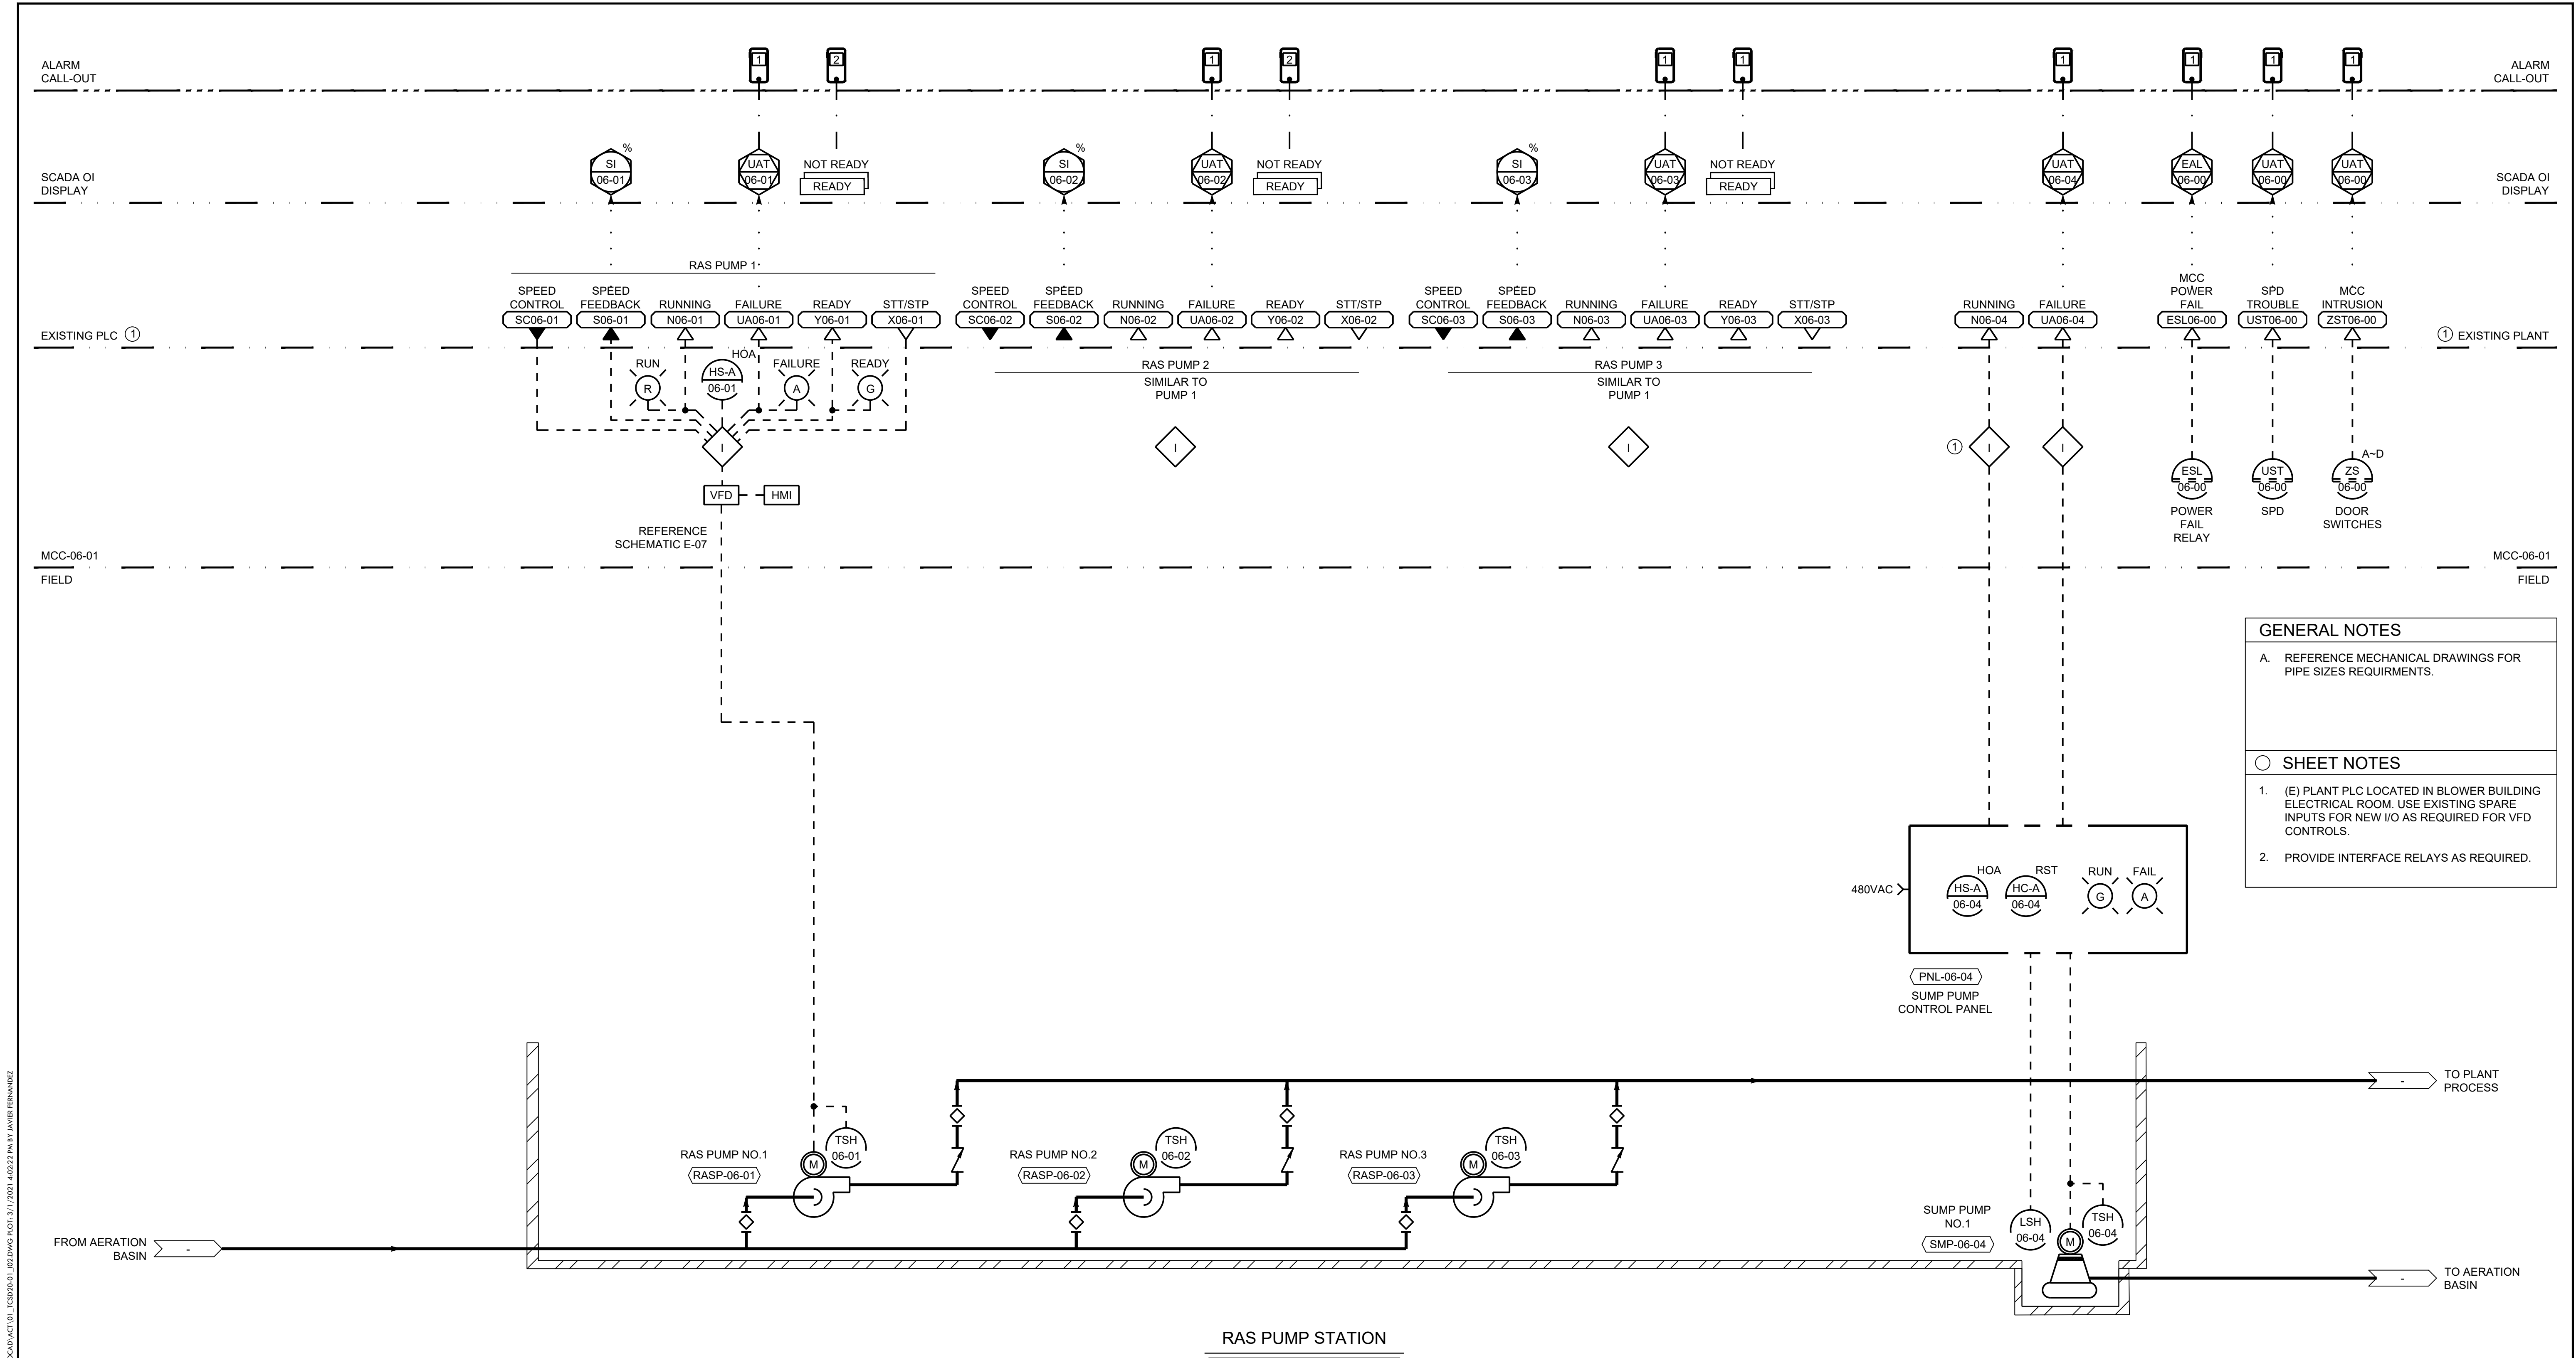 1
2
1
2
1
1
1
1
1
1
ALARM
CALL-OUT
ALARM
CALL-OUT
SI
06-01
%
UAT
06-01
NOT READY
READY
SI
06-02
%
UAT
06-02
NOT READY
READY
SI
06-03
%
UAT
06-03
NOT READY
READY
UAT
06-04
EAL
06-00
UAT
06-00
UAT
06-00
SCADA OI
DISPLAY
SCADA OI
DISPLAY
RAS PUMP 1
SPEED
CONTROL
SC06-01
SPEED
FEEDBACK
S06-01
RUNNING
N06-01
FAILURE
UA06-01
READY
Y06-01
STT/STP
X06-01
SPEED
CONTROL
SC06-02
SPEED
FEEDBACK
S06-02
RUNNING
N06-02
FAILURE
UA06-02
READY
Y06-02
STT/STP
X06-02
SPEED
CONTROL
SC06-03
SPEED
FEEDBACK
S06-03
RUNNING
N06-03
FAILURE
UA06-03
READY
Y06-03
STT/STP
X06-03
RUNNING
N06-04
FAILURE
UA06-04
MCC
POWER
FAIL
ESL06-00
SPD
TROUBLE
UST06-00
MCC
INTRUSION
ZST06-00
EXISTING PLC 1
1 EXISTING PLANT
RUN
R
HOA
HS-A
06-01
FAILURE
A
READY
G
I
VFD
HMI
REFERENCE
SCHEMATIC E-07
RAS PUMP 2
SIMILAR TO
PUMP 1
I
RAS PUMP 3
SIMILAR TO
PUMP 1
I
1
I
I
ESL
06-00
POWER
FAIL
RELAY
UST
06-00
SPD
A~D
ZS
06-00
DOOR
SWITCHES
MCC-06-01
FIELD
MCC-06-01
FIELD
GENERAL NOTES
A. REFERENCE MECHANICAL DRAWINGS FOR
PIPE SIZES REQUIRMENTS.
SHEET NOTES
1. (E) PLANT PLC LOCATED IN BLOWER BUILDING
ELECTRICAL ROOM. USE EXISTING SPARE
INPUTS FOR NEW I/O AS REQUIRED FOR VFD
CONTROLS.
2. PROVIDE INTERFACE RELAYS AS REQUIRED.
480VAC
HOA
HS-A
06-04
RST
HC-A
06-04
RUN
G
FAIL
A
PNL-06-04
SUMP PUMP
CONTROL PANEL
RAS PUMP NO.1
RASP-06-01
M
TSH
06-01
RAS PUMP NO.2
RASP-06-02
M
TSH
06-02
RAS PUMP NO.3
RASP-06-03
M
TSH
06-03
-
TO PLANT
PROCESS
FROM AERATION
BASIN
-
SUMP PUMP
NO.1
SMP-06-04
LSH
06-04
M
TSH
06-04
-
TO AERATION
BASIN
RAS PUMP STATION
OCAD\ACT\01_TCSD20-01_I02.DWG PLOT: 3/1/2021 4:02:22 PM BY JAVIER FERNANDEZ